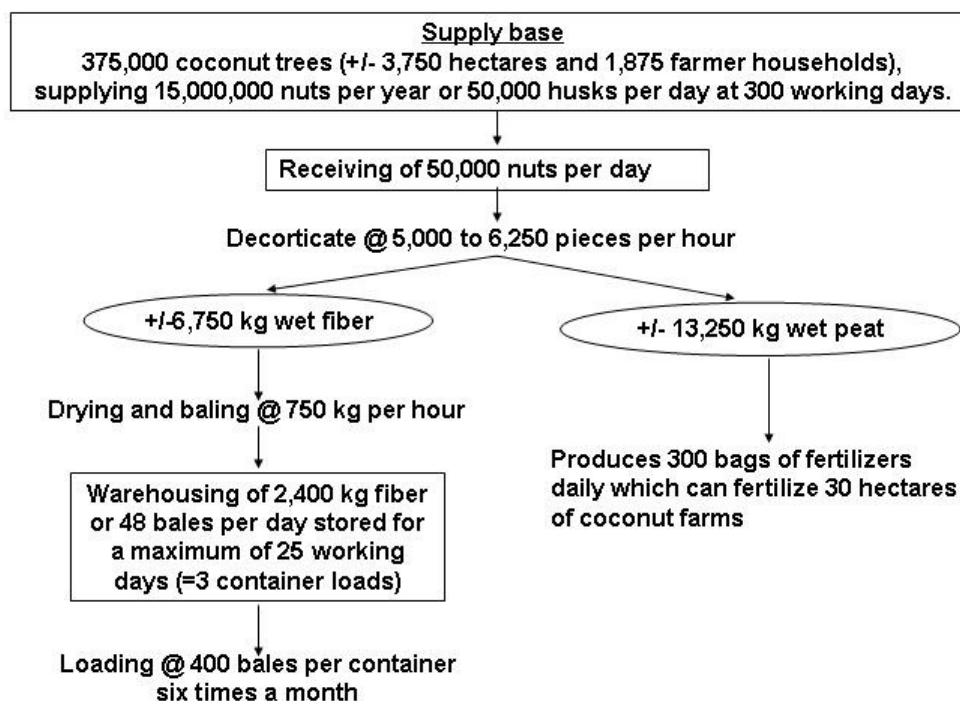 Supply base
375,000 coconut trees (+/- 3,750 hectares and 1,875 farmer households),
supplying 15,000,000 nuts per year or 50,000 husks per day at 300 working days.
Receiving of 50,000 nuts per day
Decorticate @ 5,000 to 6,250 pieces per hour
+/-6,750 kg wet fiber
+/- 13,250 kg wet peat
Drying and baling @ 750 kg per hour
Produces 300 bags of fertilizers
daily which can fertilize 30 hectares
of coconut farms
Warehousing of 2,400 kg fiber
or 48 bales per day stored for
a maximum of 25 working
days (=3 container loads)
Loading @ 400 bales per container
six times a month